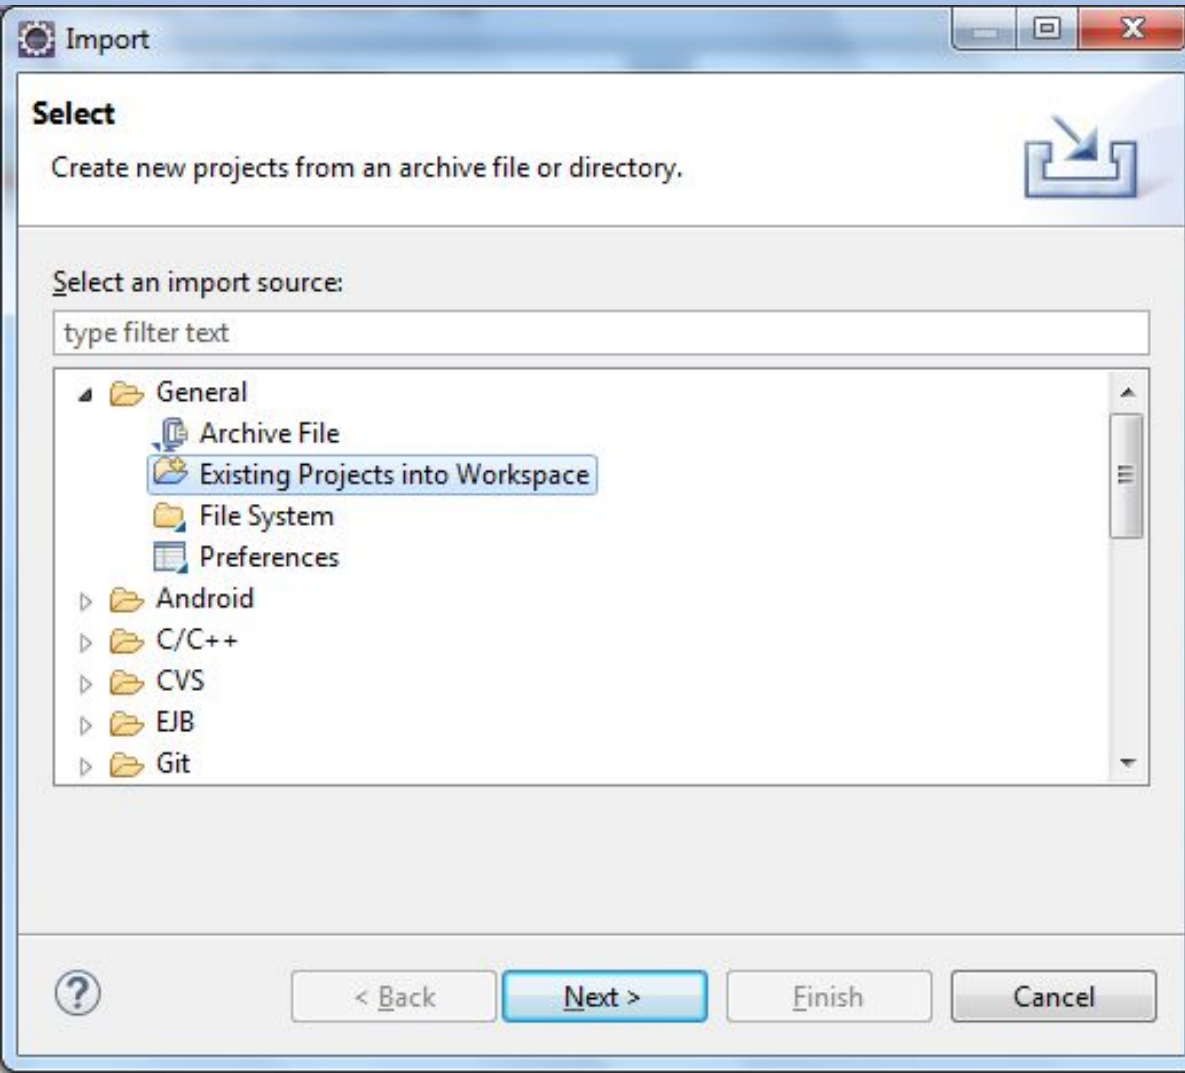 Import
Select
Create new projects from an archive file or directory.
Select an import source:
type filter text
General
Archive File
Existing Projects into Workspace
File System
Preferences
Android
C/C++
CVS
EJB
Git
?
< Back Next > Finish Cancel